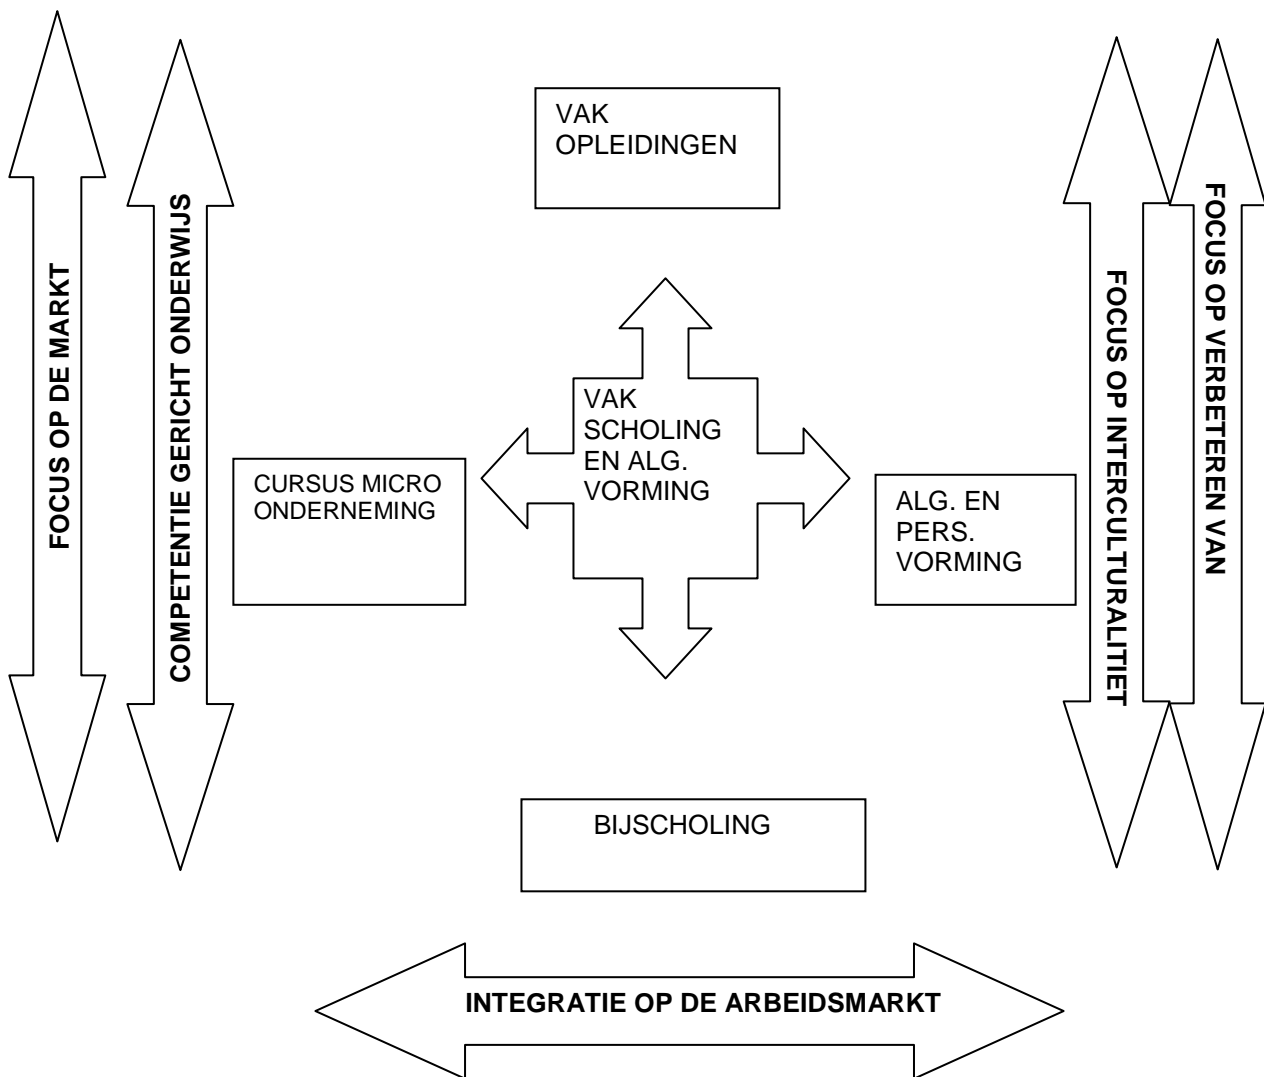 VAK
OPLEIDINGEN
FOCUS OP DE MARKT
COMPETENTIE GERICHT ONDERWIJS
CURSUS MICRO
ONDERNEMING
VAK
SCHOLING
EN ALG.
VORMING
ALG. EN
PERS.
VORMING
FOCUS OP INTERCULTURALITIET
FOCUS OP VERBETEREN VAN
BIJSCHOLING
INTEGRATIE OP DE ARBEIDSMARKT